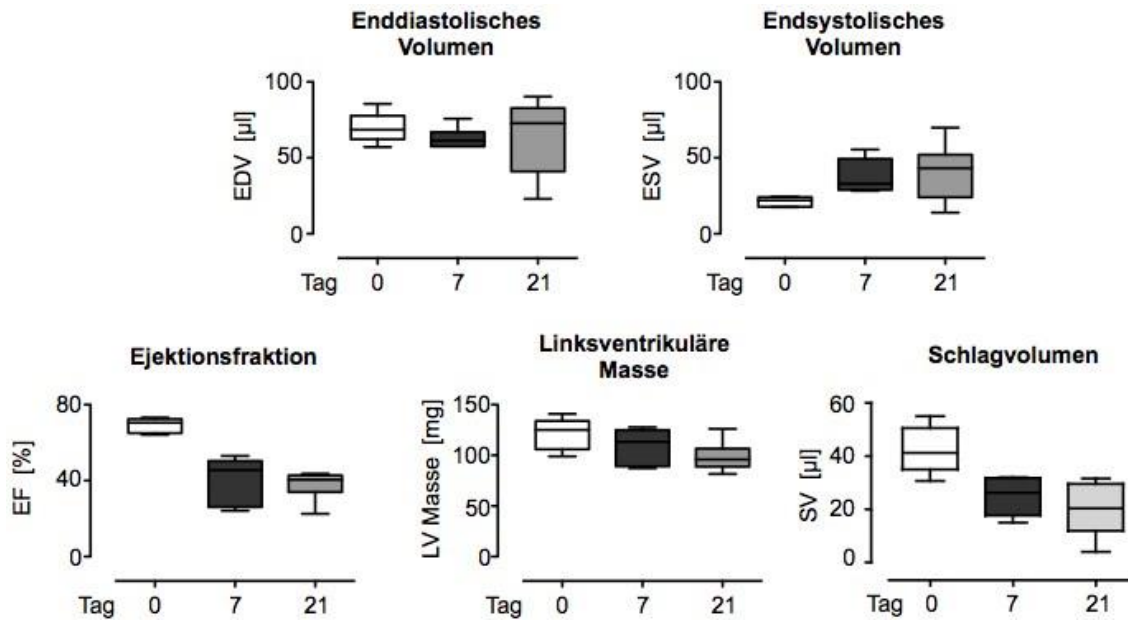 Enddiastolisches
Volumen
EDV [µl]
100
50
0
Tag 0 7 21
Endsystolisches
Volumen
ESV [µl]
100
50
0
Tag 0 7 21
Ejektionsfraktion
EF [%]
80
40
0
Tag 0 7 21
Linksventrikuläre
Masse
LV Masse [mg]
150
100
50
0
Tag 0 7 21
Schlagvolumen
SV [µl]
60
40
20
0
Tag 0 7 21